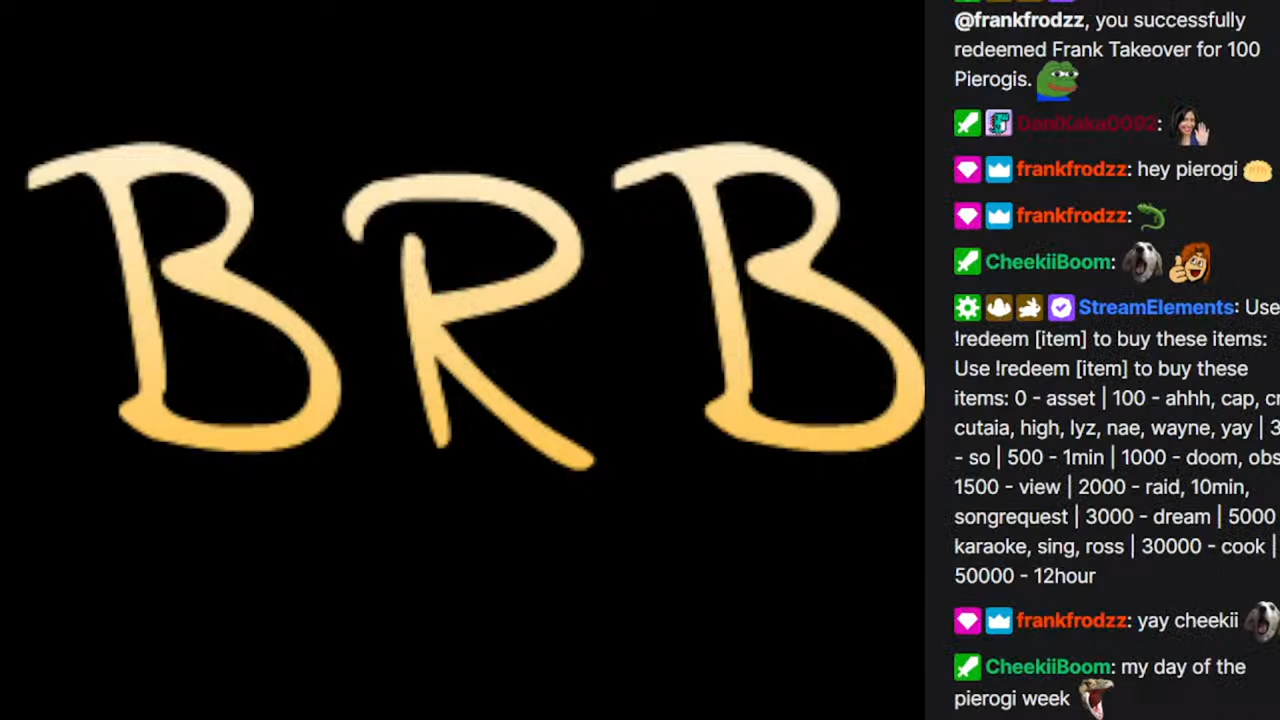 BRB
@frankfrodzz, you successfully
redeemed Frank Takeover for 100
Pierogis.
DaniKaka0092:
frankfrodzz: hey pierogi
frankfrodzz:
CheekiiBoom:
StreamElements: Use
!redeem [item] to buy these items:
Use !redeem [item] to buy these
items: 0 - asset | 100 - ahhh, cap,
cutaia, high, lyz, nae, wayne, yay |
- so | 500 - 1min | 1000 - doom, obs
1500 - view | 2000 - raid, 10min,
songrequest | 3000 - dream | 5000
karaoke, sing, ross | 30000 - cook |
50000 - 12hour
frankfrodzz: yay cheekii
CheekiiBoom: my day of the
pierogi week